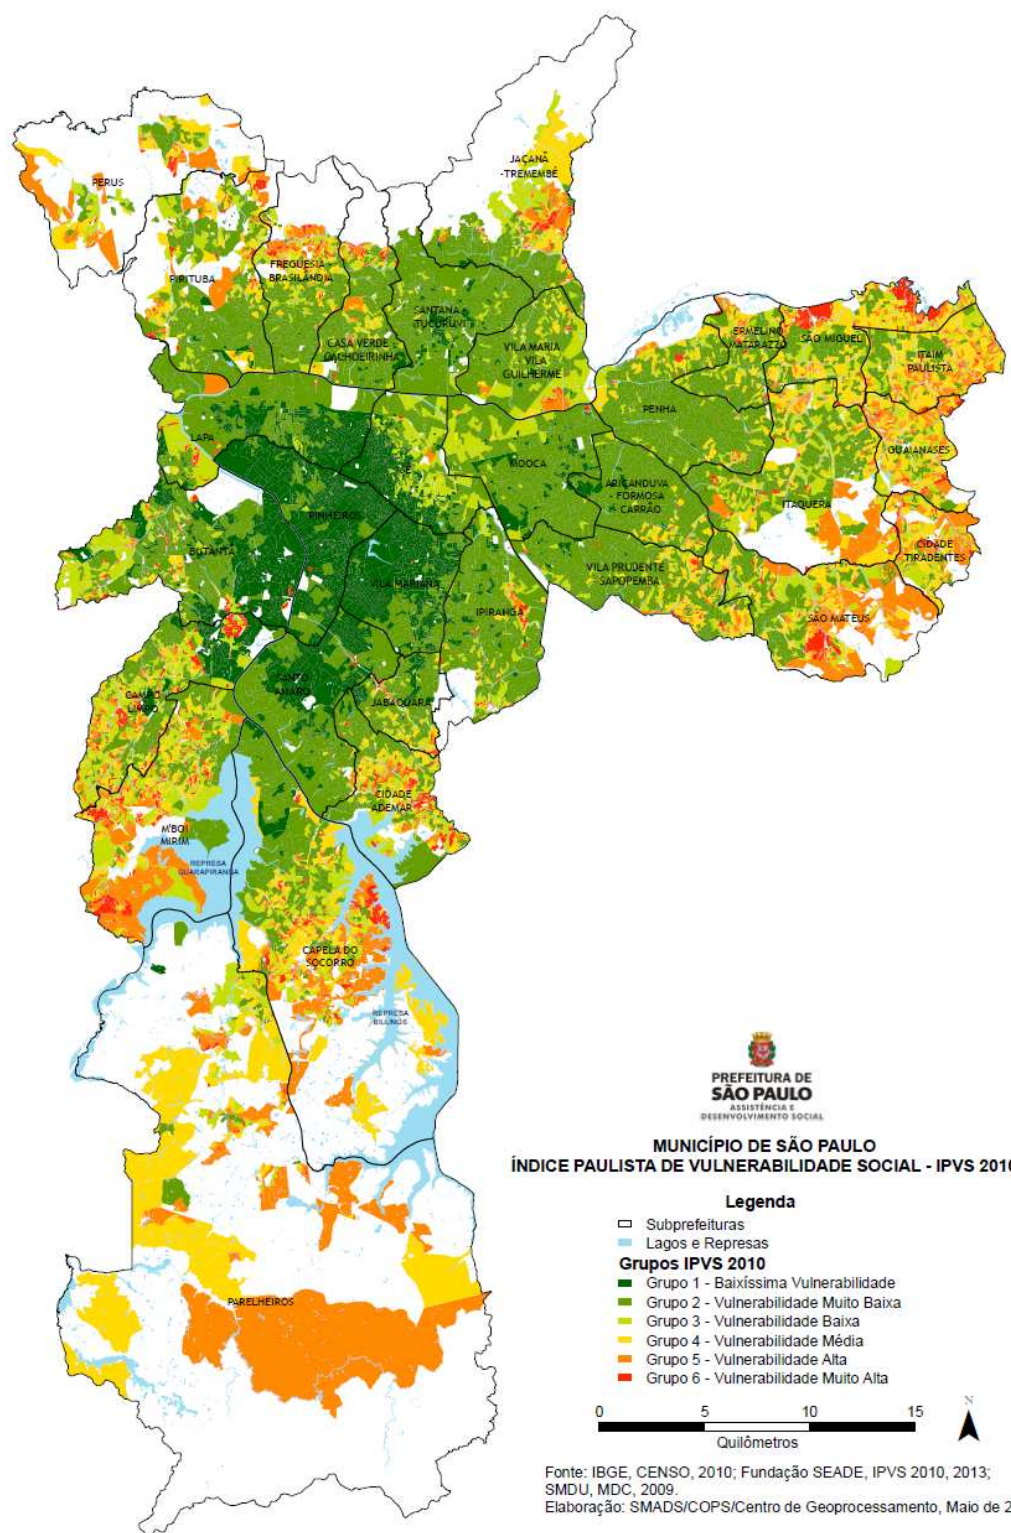 JAÇANÃ
-TREMEMBÉ
PERUS
PIRITUBA
FREGUESIA
BRASILÂNDIA
SANTANA -
TUCURUVI
CASA VERDE -
CACHOEIRINHA
VILA MARIA
- VILA
GUILHERME
ERMELINO
MATARAZZO
SÃO MIGUEL
ITAIM
PAULISTA
PENHA
LAPA
SÉ
MOOCA
GUAIANASES
ARICANDUVA
- FORMOSA
CARRÃO
ITAQUERA
PINHEIROS
BUTANTÃ
CIDADE
TIRADENTES
VILA MARIANA
VILA PRUDENTE
SAPOPEMBA
IPIRANGA
SÃO MATEUS
CAMPO
LIMPO
SANTO
AMARO
JABAQUARA
CIDADE
ADEMAR
M'BOI
MIRIM
REPRESA
GUARAPIRANGA
CAPELA DO
SOCORRO
REPRESA
BILLINGS
PARELHEIROS
PREFEITURA DE
SÃO PAULO
ASSISTÊNCIA E
DESENVOLVIMENTO SOCIAL
MUNICÍPIO DE SÃO PAULO
ÍNDICE PAULISTA DE VULNERABILIDADE SOCIAL - IPVS 2010
Legenda
Subprefeituras
Lagos e Represas
Grupos IPVS 2010
Grupo 1 - Baixíssima Vulnerabilidade
Grupo 2 - Vulnerabilidade Muito Baixa
Grupo 3 - Vulnerabilidade Baixa
Grupo 4 - Vulnerabilidade Média
Grupo 5 - Vulnerabilidade Alta
Grupo 6 - Vulnerabilidade Muito Alta
N
0 5 10 15
Quilômetros
Fonte: IBGE, CENSO, 2010; Fundação SEADE, IPVS 2010, 2013;
SMDU, MDC, 2009.
Elaboração: SMADS/COPS/Centro de Geoprocessamento, Maio de 2